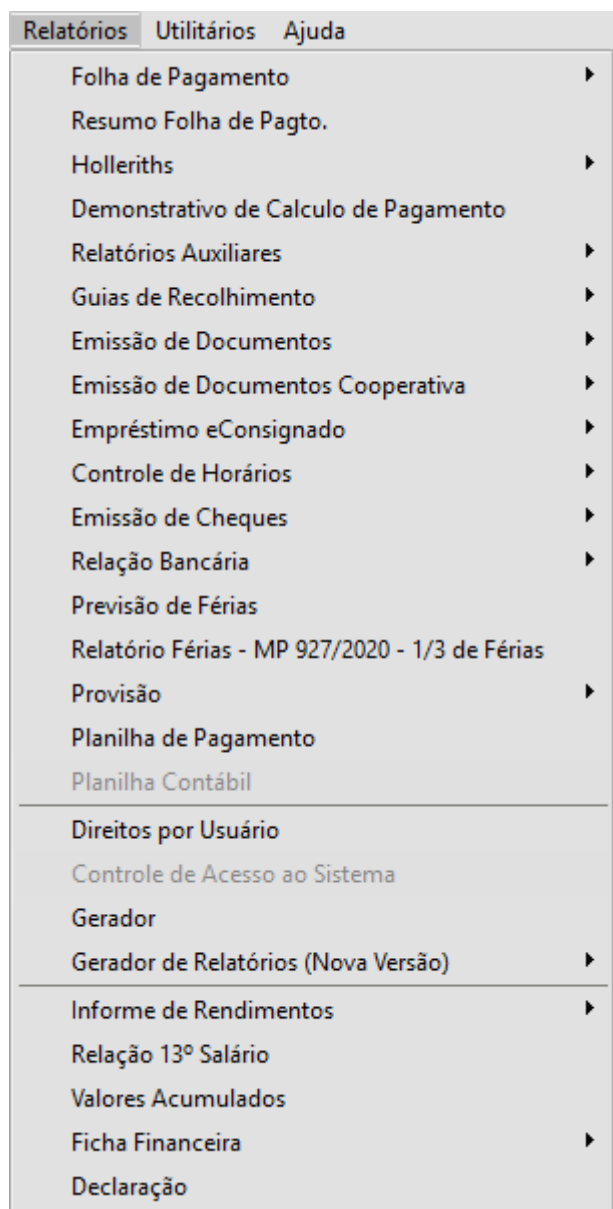 Relatórios Utilitários Ajuda
Folha de Pagamento
Resumo Folha de Pagto.
Holleriths
Demonstrativo de Calculo de Pagamento
Relatórios Auxiliares
Guias de Recolhimento
Emissão de Documentos
Emissão de Documentos Cooperativa
Empréstimo eConsignado
Controle de Horários
Emissão de Cheques
Relação Bancária
Previsão de Férias
Relatório Férias - MP 927/2020 - 1/3 de Férias
Provisão
Planilha de Pagamento
Planilha Contábil
Direitos por Usuário
Controle de Acesso ao Sistema
Gerador
Gerador de Relatórios (Nova Versão)
Informe de Rendimentos
Relação 13º Salário
Valores Acumulados
Ficha Financeira
Declaração